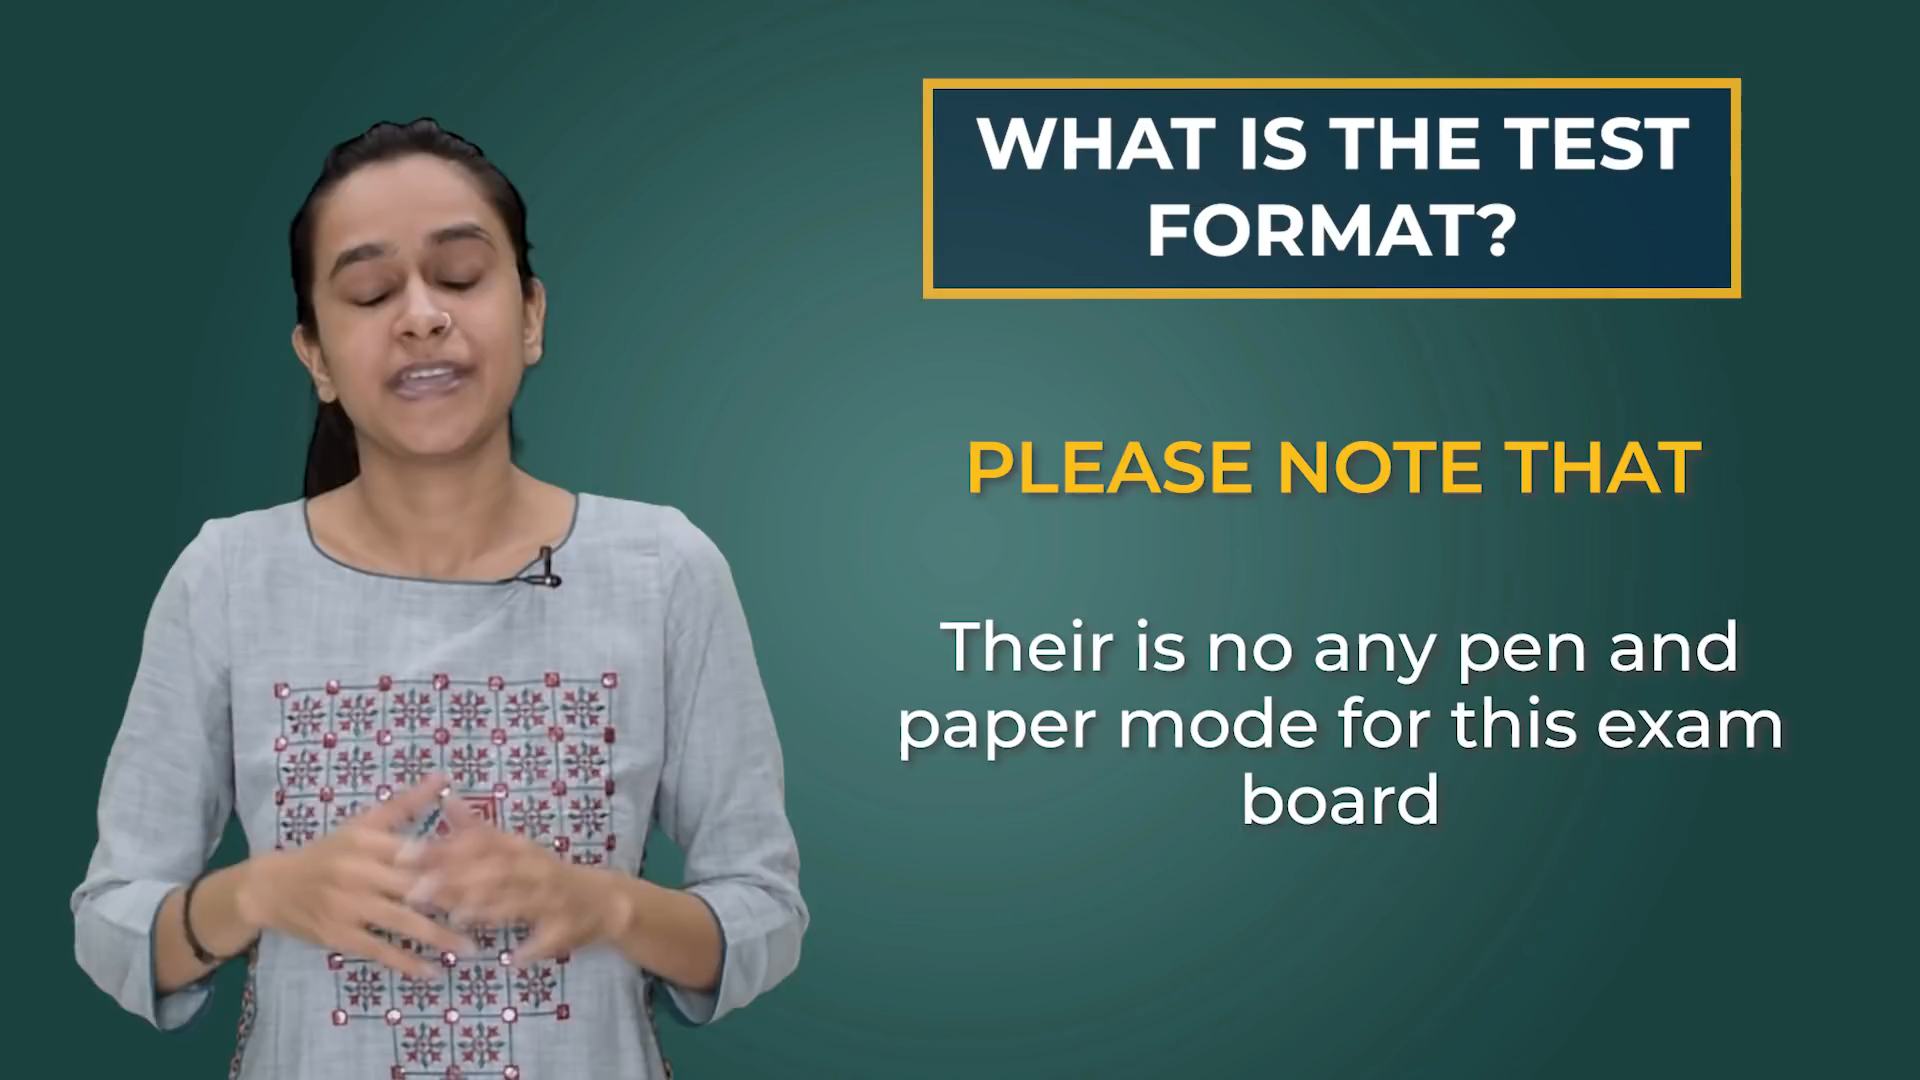 WHAT IS THE TEST
FORMAT?
PLEASE NOTE THAT
Their is no any pen and
paper mode for this exam
board